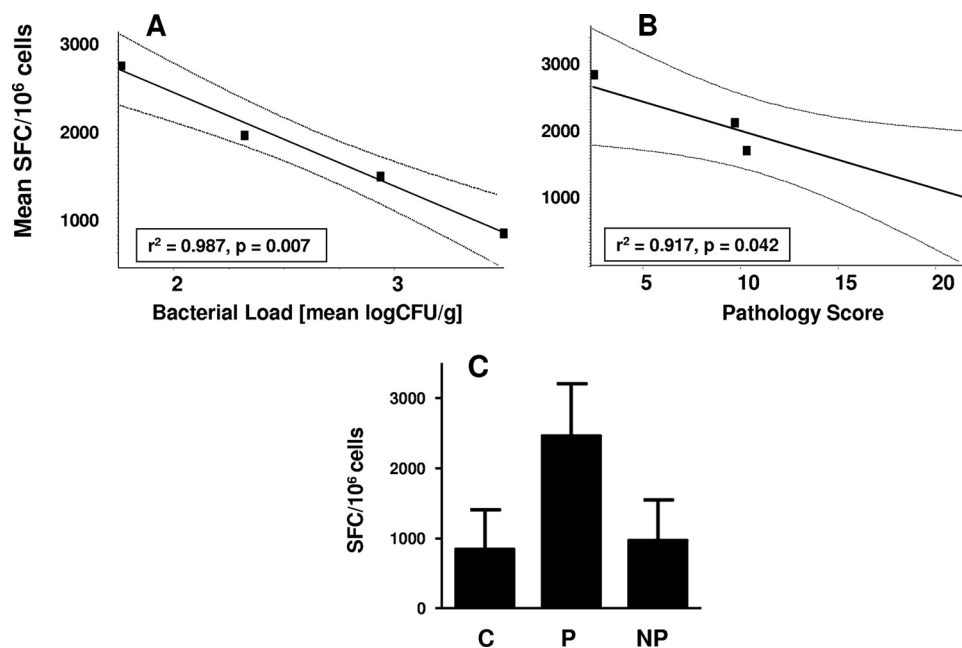 A
Mean SFC/10⁶ cells
3000
2000
1000
r² = 0.987, p = 0.007
2 3
Bacterial Load [mean logCFU/g]
B
3000
2000
1000
r² = 0.917, p = 0.042
5 10 15 20
Pathology Score
C
SFC/10⁶ cells
3000
2000
1000
0
C P NP